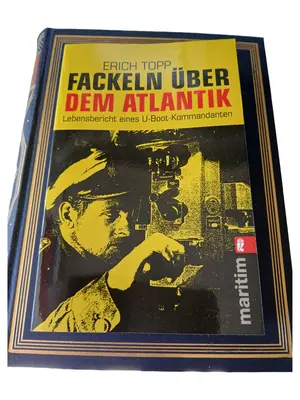 ERICH TOPP
FACKELN ÜBER
DEM ATLANTIK
Lebensbericht eines U-Boot-Kommandanten
maritim